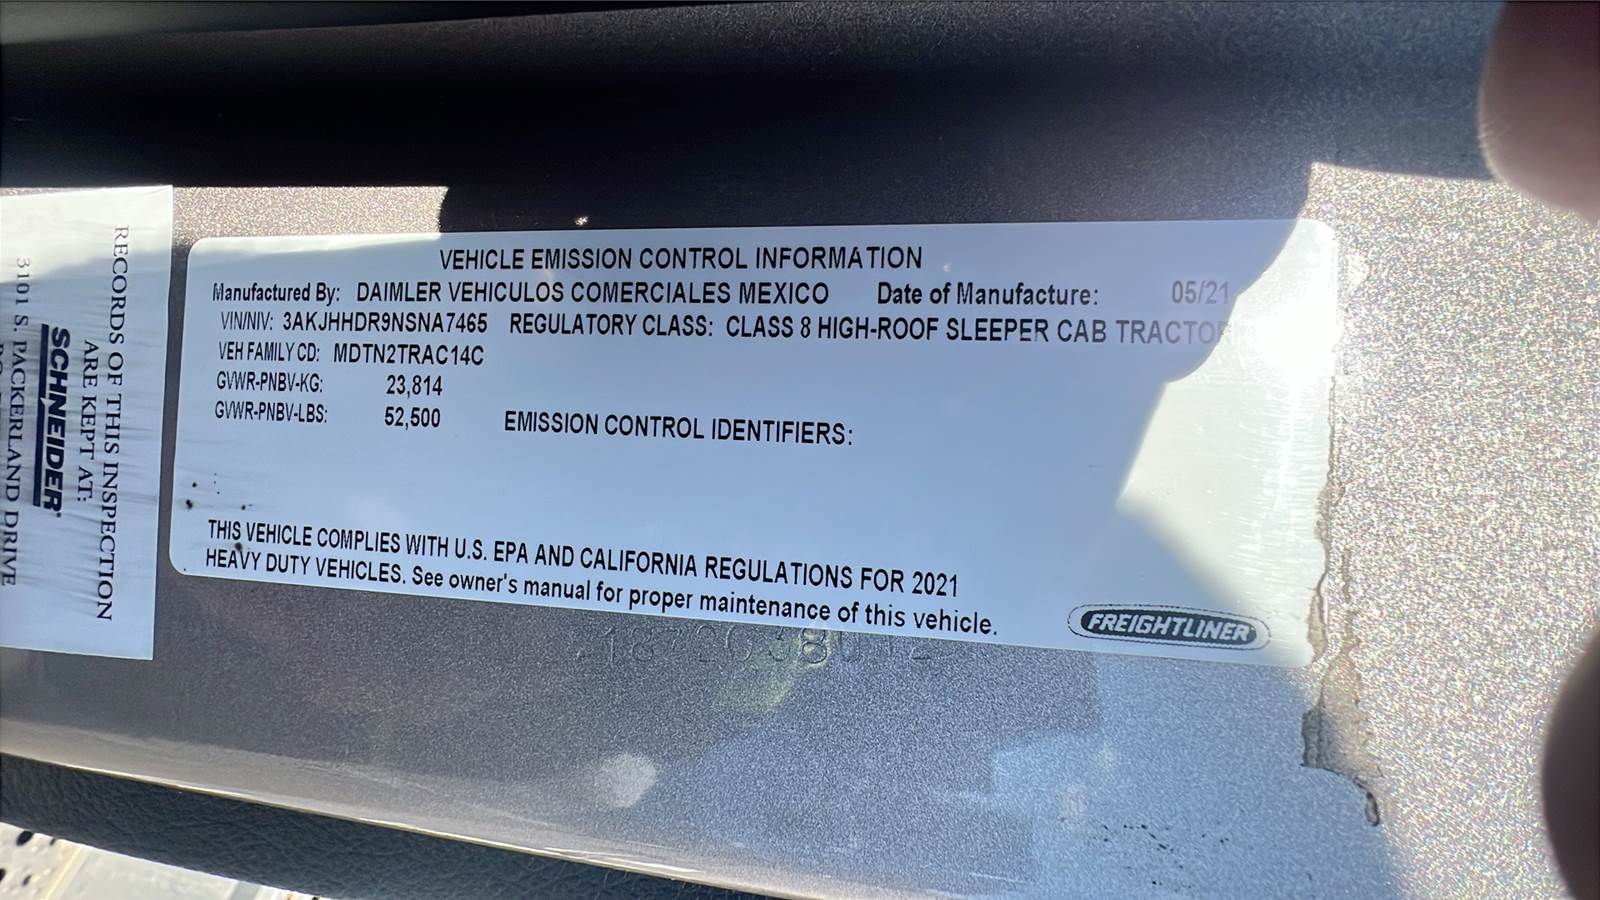 VEHICLE EMISSION CONTROL INFORMATION
Manufactured By: DAIMLER VEHICULOS COMERCIALES MEXICO Date of Manufacture: 05/21
VIN/NIV: 3AKJHHDR9NSNA7465 REGULATORY CLASS: CLASS 8 HIGH-ROOF SLEEPER CAB TRACTOR
VEH FAMILY CD: MDTN2TRAC14C
GVWR-PNBV-KG: 23,814
GVWR-PNBV-LBS: 52,500 EMISSION CONTROL IDENTIFIERS:
THIS VEHICLE COMPLIES WITH U.S. EPA AND CALIFORNIA REGULATIONS FOR 2021
HEAVY DUTY VEHICLES. See owner's manual for proper maintenance of this vehicle.
FREIGHTLINER
RECORDS OF THIS INSPECTION
ARE KEPT AT:
SCHNEIDER
3101 S. PACKERLAND DRIVE